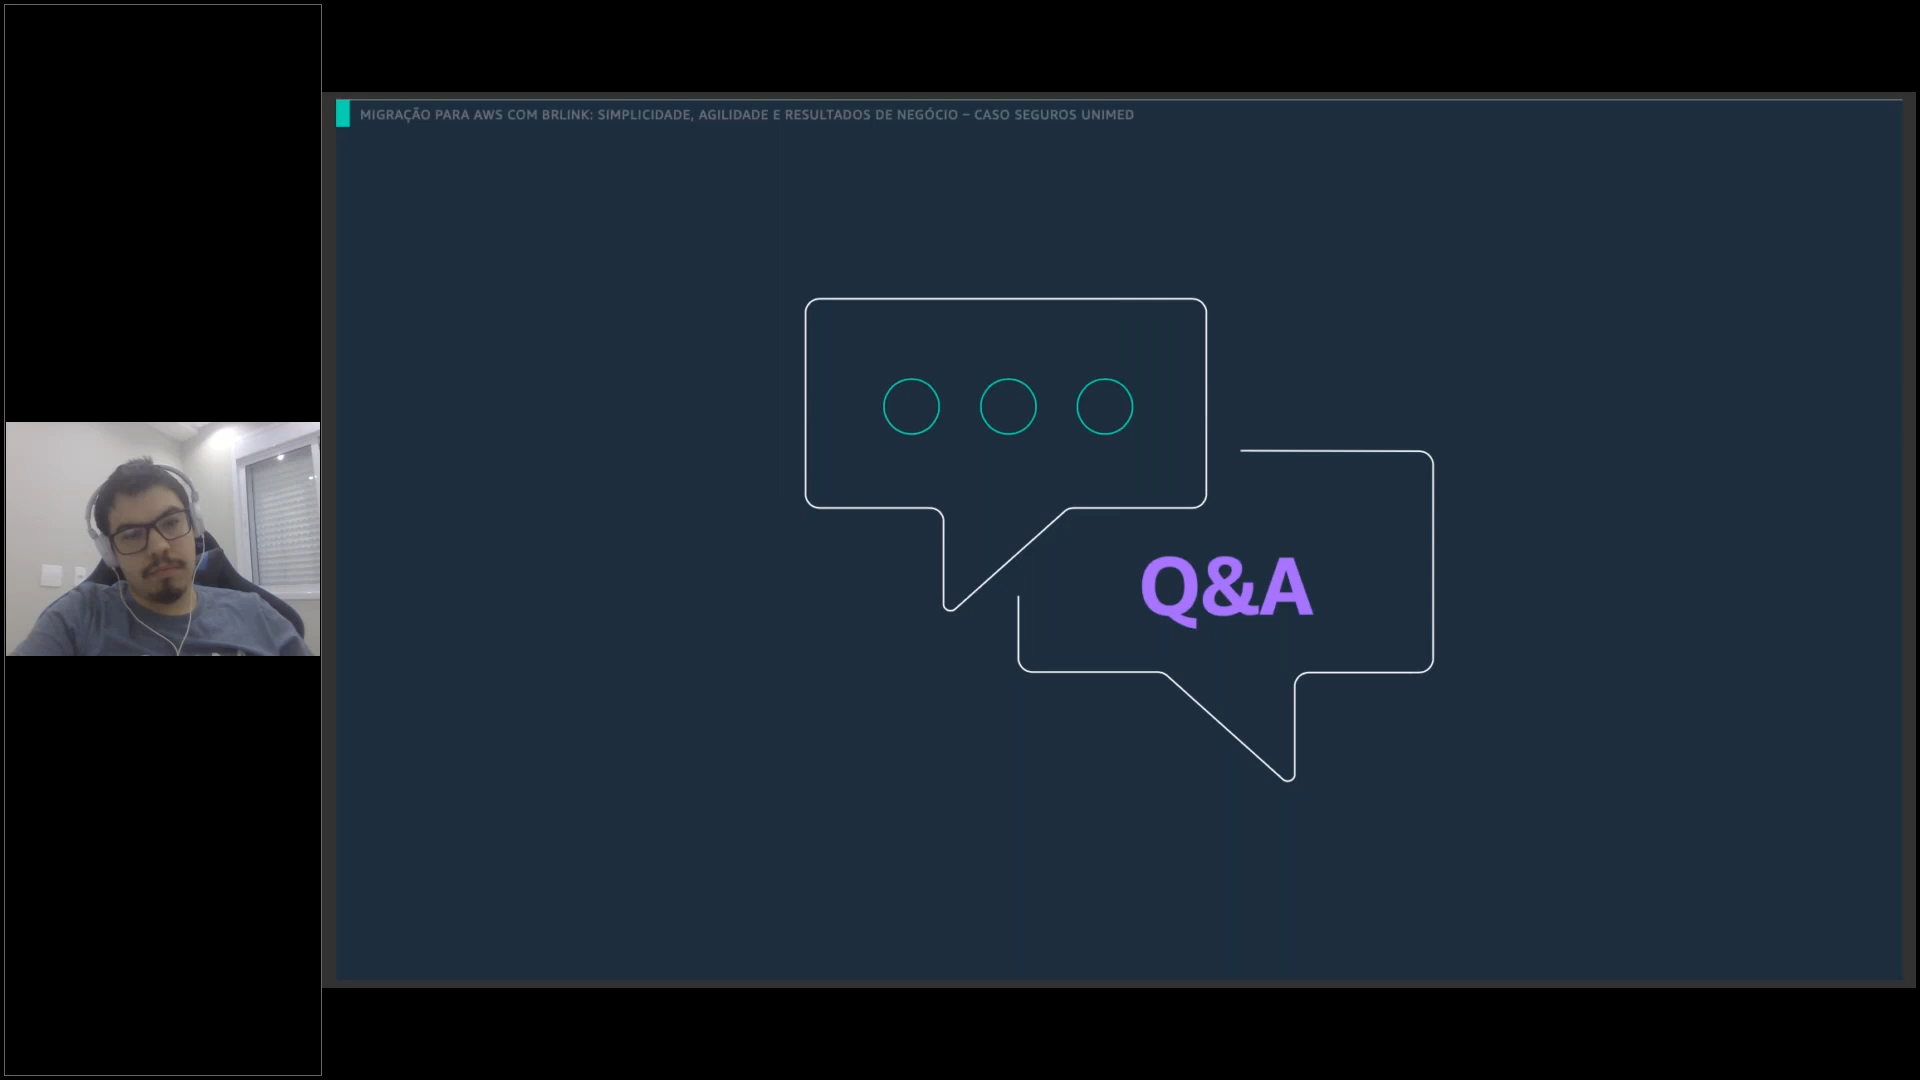 MIGRAÇÃO PARA AWS COM BRLINK: SIMPLICIDADE, AGILIDADE E RESULTADOS DE NEGÓCIO – CASO SEGUROS UNIMED
Q&A